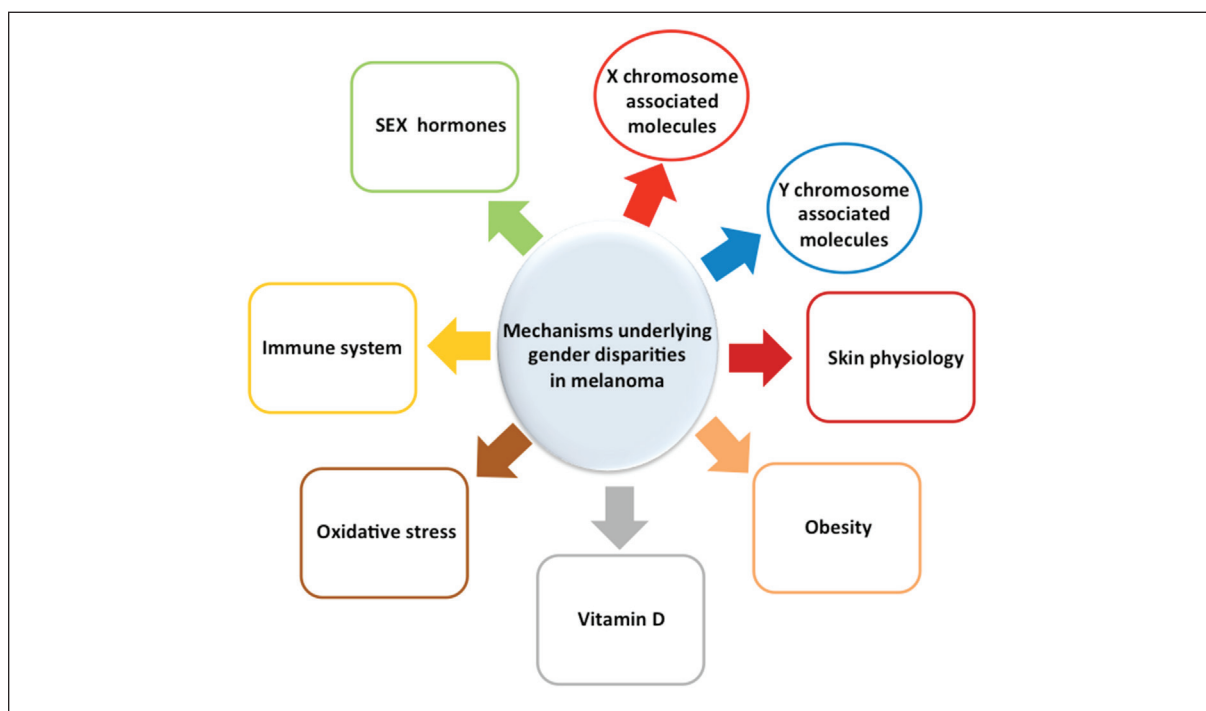 X chromosome
associated
molecules
SEX hormones
Y chromosome
associated
molecules
Mechanisms underlying
gender disparities
in melanoma
Immune system
Skin physiology
Oxidative stress
Obesity
Vitamin D